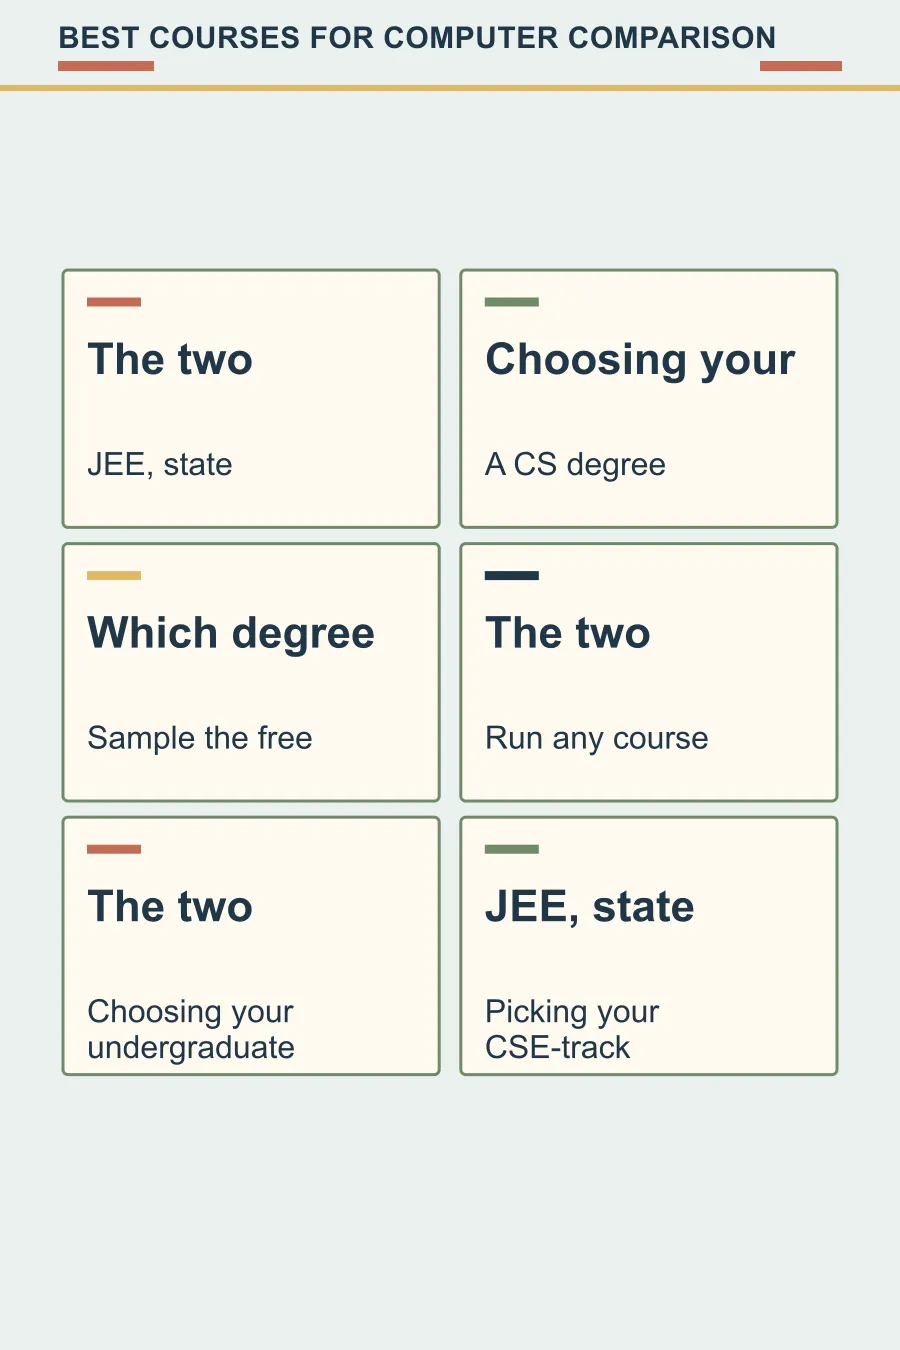 BEST COURSES FOR COMPUTER COMPARISON
The two
JEE, state
Choosing your
A CS degree
Which degree
Sample the free
The two
Run any course
The two
Choosing your
undergraduate
JEE, state
Picking your
CSE-track